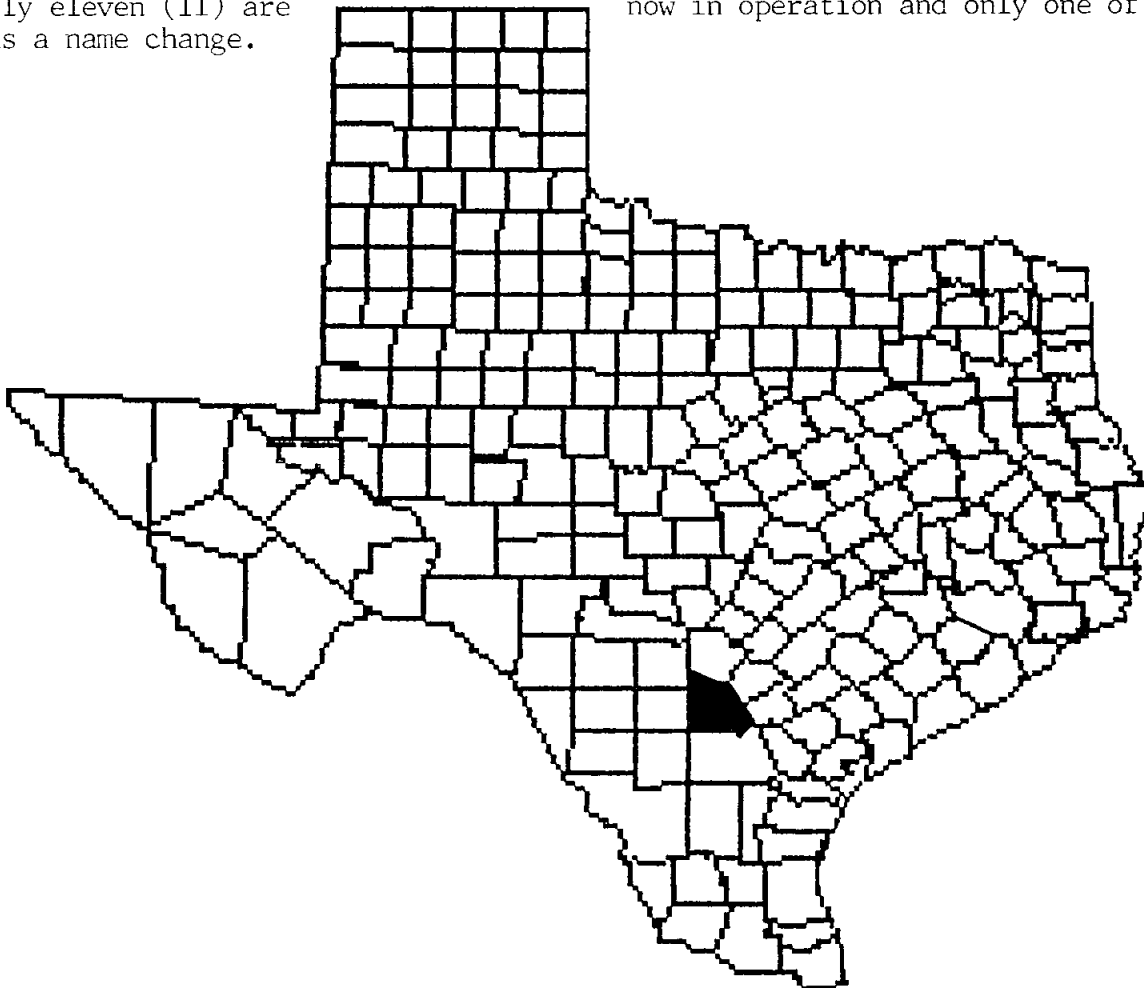 ly eleven (11) are
s a name change.
now in operation and only one of